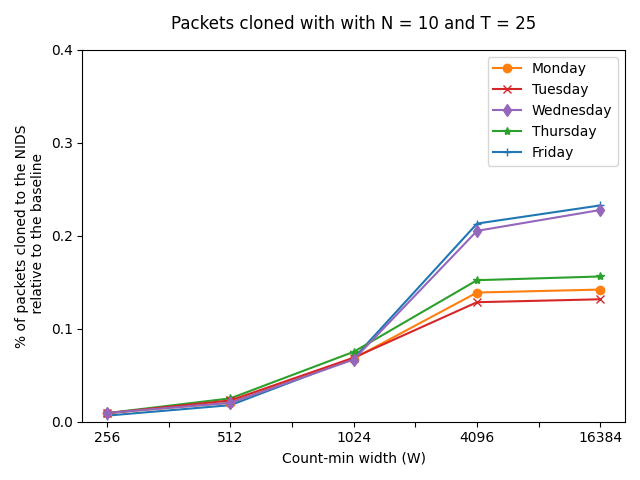 Packets cloned with with N = 10 and T = 25
% of packets cloned to the NIDS
relative to the baseline
0.4
0.3
0.2
0.1
0.0
Monday
Tuesday
Wednesday
Thursday
Friday
256
512
1024
4096
16384
Count-min width (W)